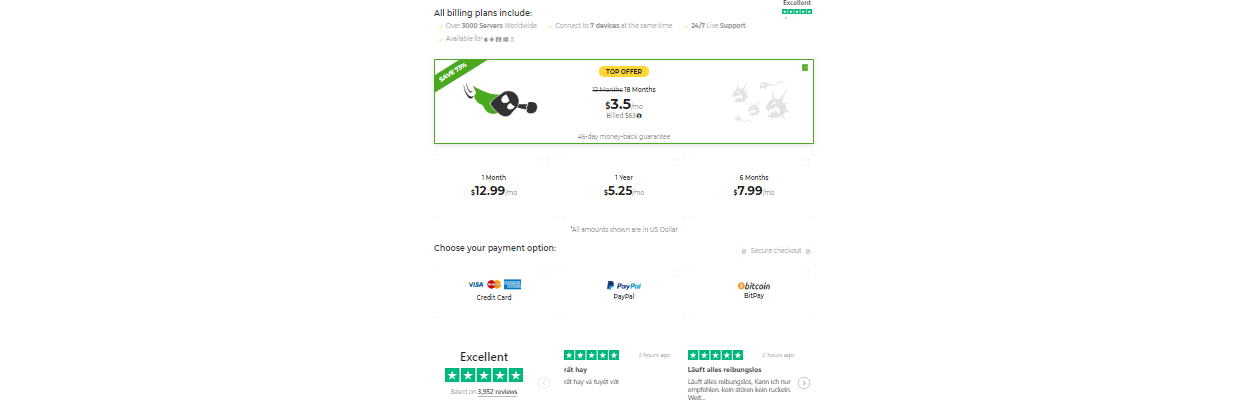 Excellent
All billing plans include:
Over 3000 Servers Worldwide
Connect to 7 devices at the same time
24/7 Live Support
Available for
SAVE 73%
TOP OFFER
12 Months 18 Months
$3.5/mo
Billed $63
45-day money-back guarantee
1 Month
$12.99/mo
1 Year
$5.25/mo
6 Months
$7.99/mo
*All amounts shown are in US Dollar
Choose your payment option:
Secure checkout
VISA
Credit Card
PayPal
PayPal
bitcoin
BitPay
Excellent
Based on 3,952 reviews
2 hours ago
rất hay
rất hay và tuyệt vời
2 hours ago
Läuft alles reibungslos
Läuft alles reibungslos, Kann ich nur
empfehlen. kein stören kein ruckeln.
Weit...